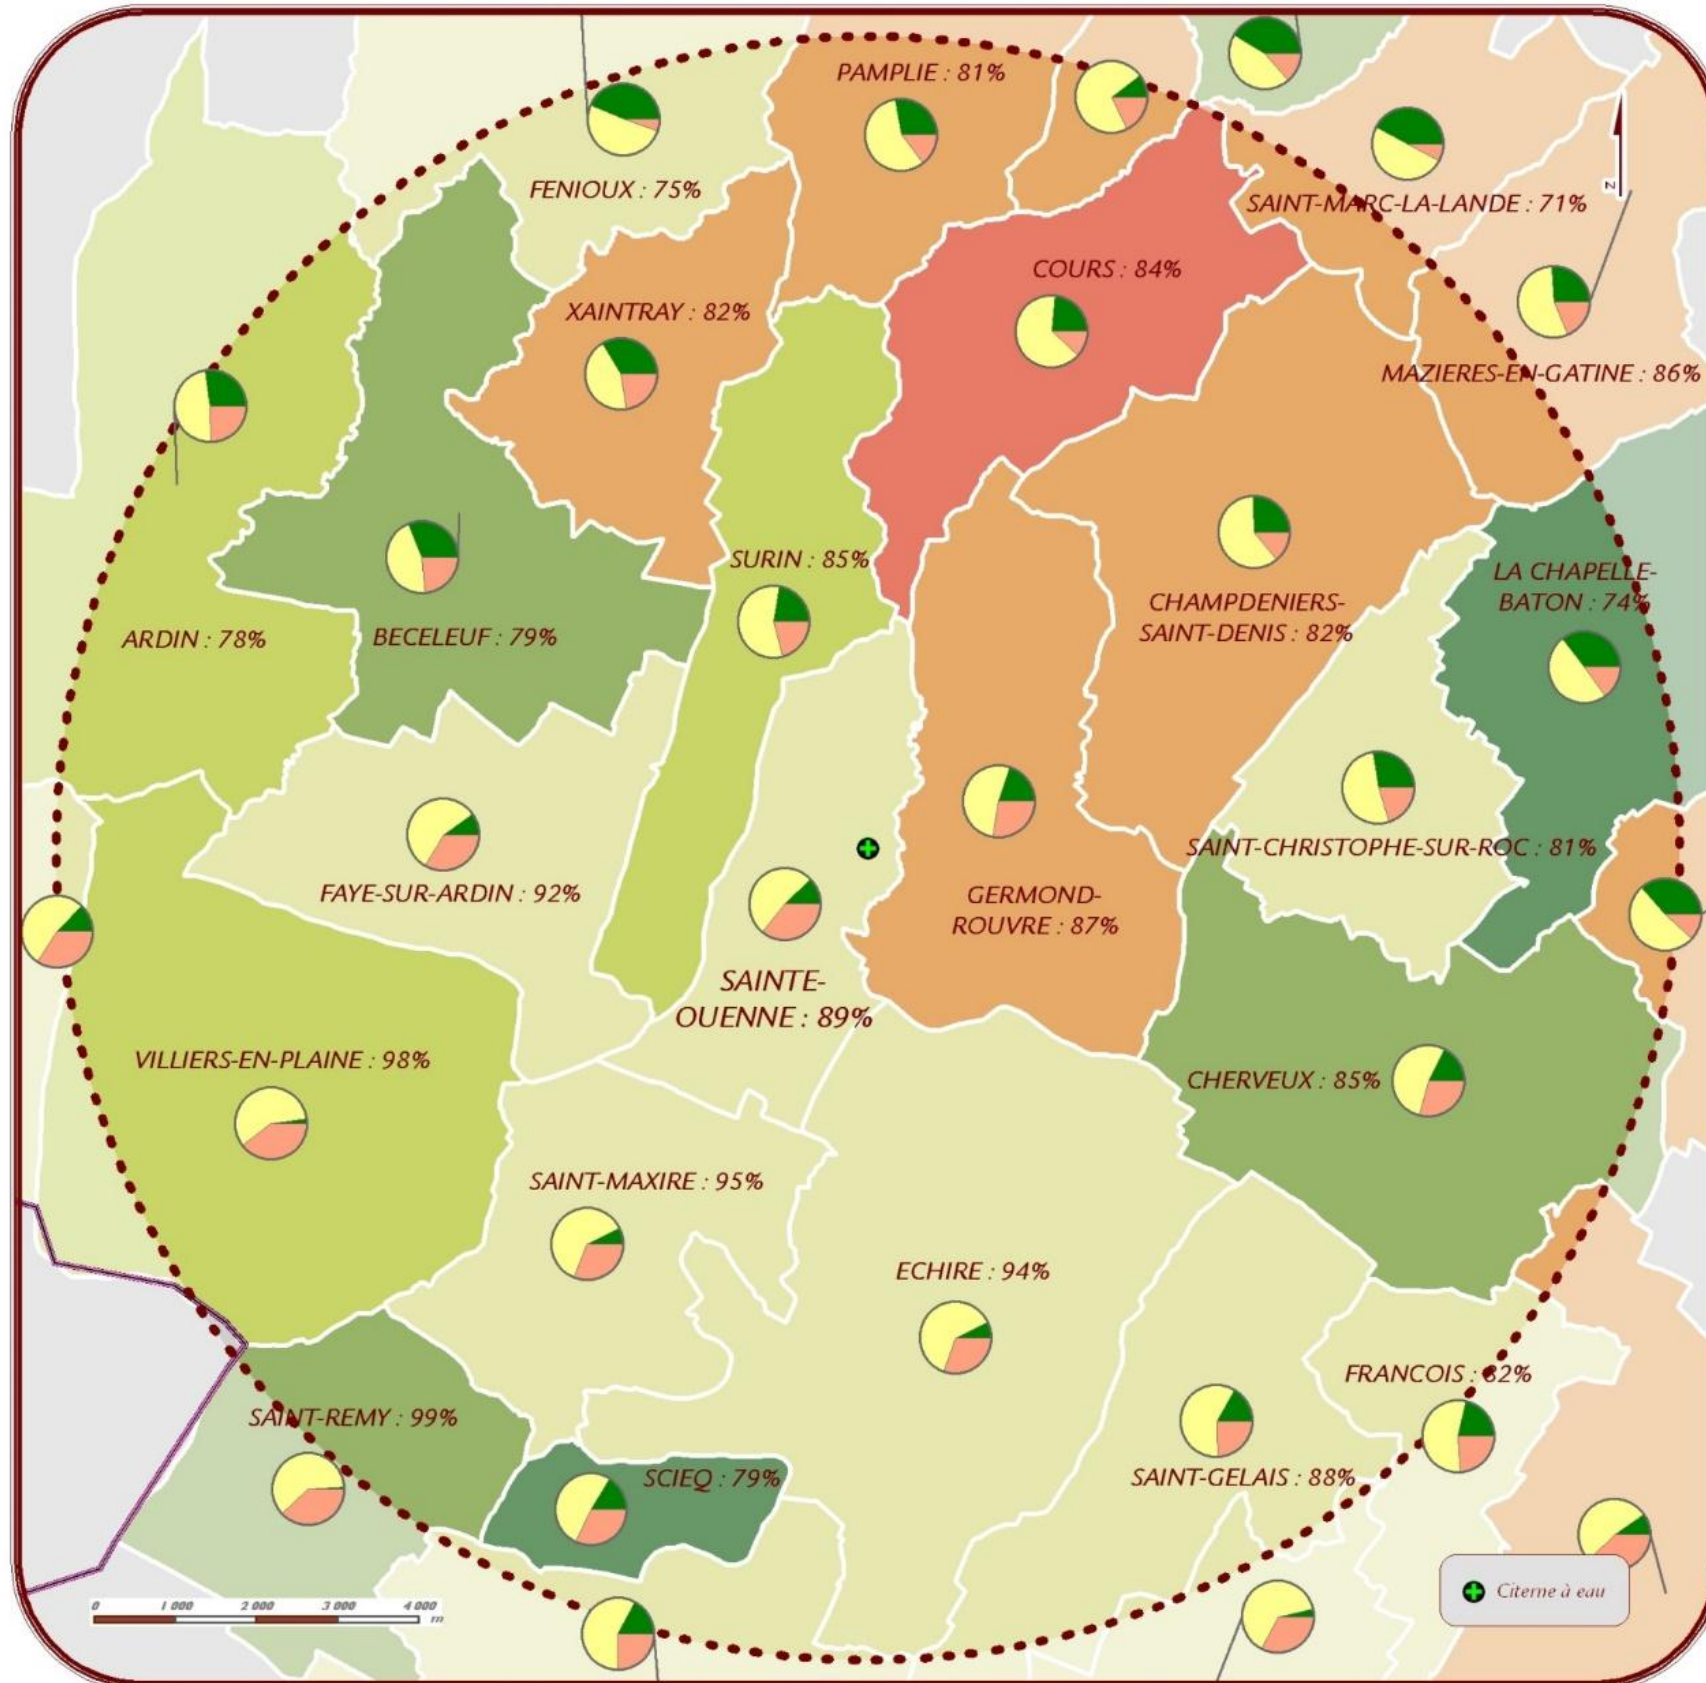 PAMPLIE : 81%
FENIOUX : 75%
SAINT-MARC-LA-LANDE : 71%
N
COURS : 84%
XAINTRAY : 82%
MAZIERES-EN-GATINE : 86%
SURIN : 85%
LA CHAPELLE-
BATON : 74%
CHAMPDENIERS-
SAINT-DENIS : 82%
ARDIN : 78%
BECELEUF : 79%
SAINT-CHRISTOPHE-SUR-ROC : 81%
FAYE-SUR-ARDIN : 92%
GERMOND-
ROUVRE : 87%
SAINTE-
OUENNE : 89%
VILLIERS-EN-PLAINE : 98%
CHERVEUX : 85%
SAINT-MAXIRE : 95%
ECHIRE : 94%
FRANCOIS : 82%
SAINT-REMY : 99%
SCIEQ : 79%
SAINT-GELAIS : 88%
Citerne à eau
0 1 000 2 000 3 000 4 000
m